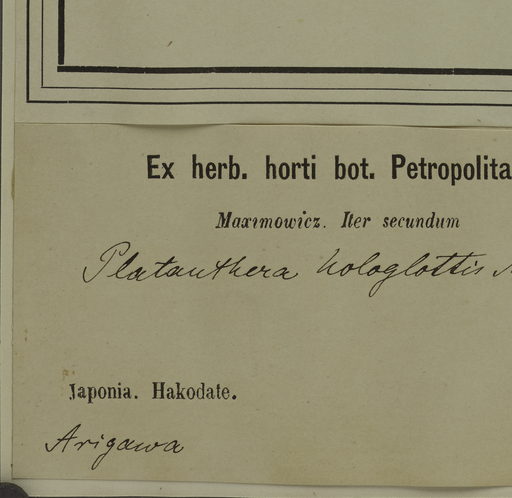 Ex herb. horti bot. Petropolita
Maximowicz. Iter secundum
Platanthera hologlottis
Japonia. Hakodate.
Arigawa